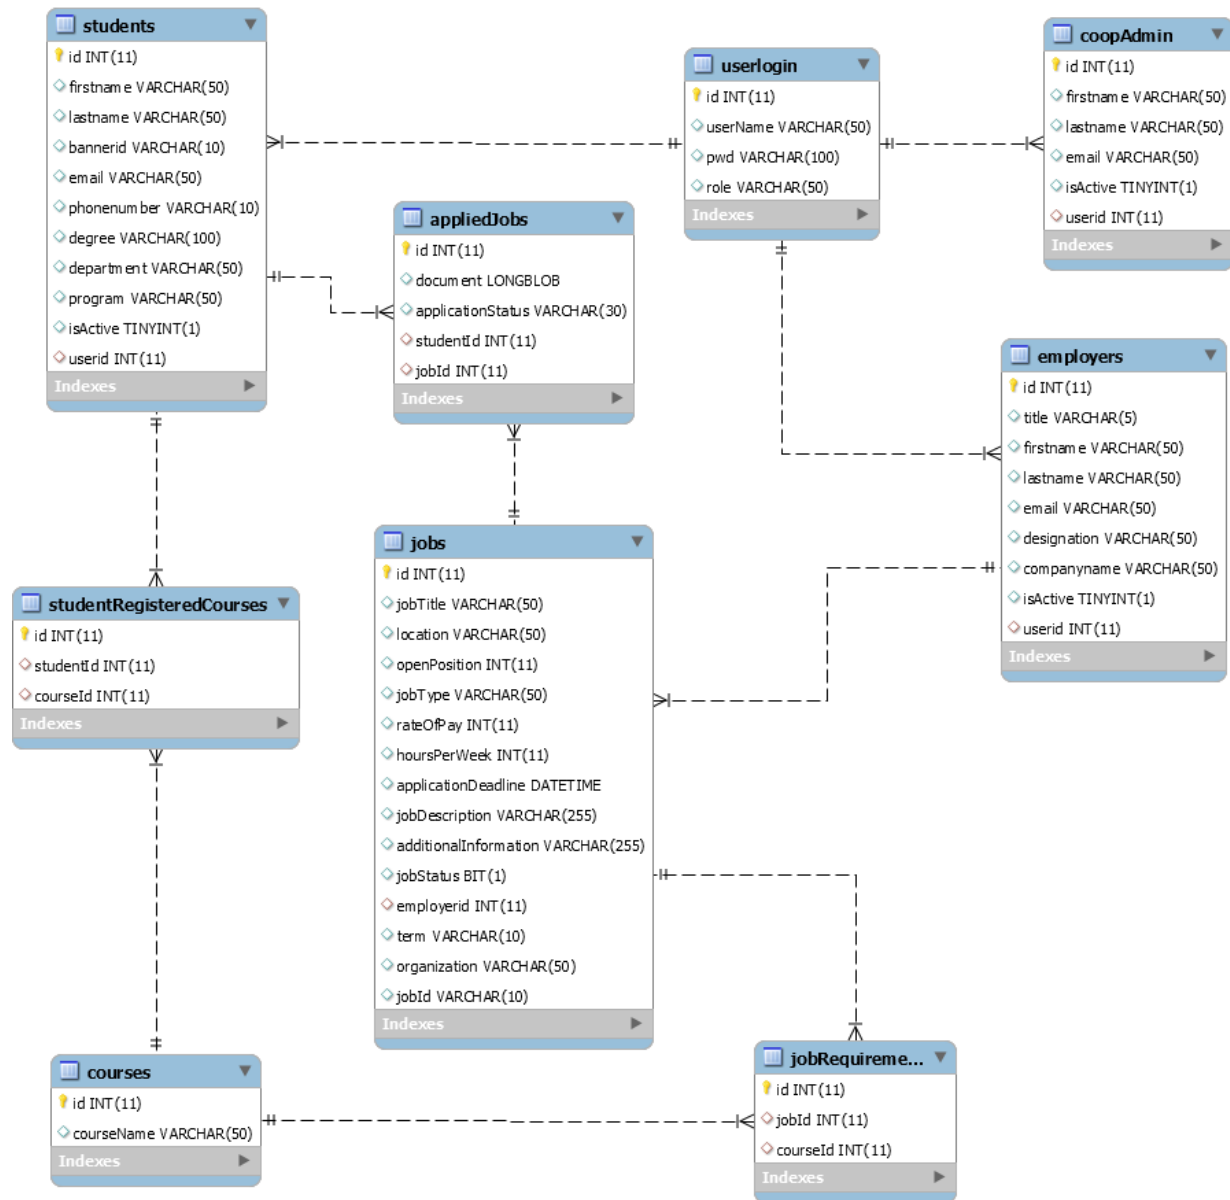 students
id INT(11)
firstname VARCHAR(50)
lastname VARCHAR(50)
bannerid VARCHAR(10)
email VARCHAR(50)
phonenumber VARCHAR(10)
degree VARCHAR(100)
department VARCHAR(50)
program VARCHAR(50)
isActive TINYINT(1)
userid INT(11)
Indexes
userlogin
id INT(11)
userName VARCHAR(50)
pwd VARCHAR(100)
role VARCHAR(50)
Indexes
coopAdmin
id INT(11)
firstname VARCHAR(50)
lastname VARCHAR(50)
email VARCHAR(50)
isActive TINYINT(1)
userid INT(11)
Indexes
appliedJobs
id INT(11)
document LONGBLOB
applicationStatus VARCHAR(30)
studentId INT(11)
jobId INT(11)
Indexes
employers
id INT(11)
title VARCHAR(5)
firstname VARCHAR(50)
lastname VARCHAR(50)
email VARCHAR(50)
designation VARCHAR(50)
companyname VARCHAR(50)
isActive TINYINT(1)
userid INT(11)
Indexes
jobs
id INT(11)
jobTitle VARCHAR(50)
location VARCHAR(50)
openPosition INT(11)
jobType VARCHAR(50)
rateOfPay INT(11)
hoursPerWeek INT(11)
applicationDeadline DATETIME
jobDescription VARCHAR(255)
additionalInformation VARCHAR(255)
jobStatus BIT(1)
employerid INT(11)
term VARCHAR(10)
organization VARCHAR(50)
jobId VARCHAR(10)
Indexes
studentRegisteredCourses
id INT(11)
studentId INT(11)
courseId INT(11)
Indexes
courses
id INT(11)
courseName VARCHAR(50)
Indexes
jobRequireme...
id INT(11)
jobId INT(11)
courseId INT(11)
Indexes